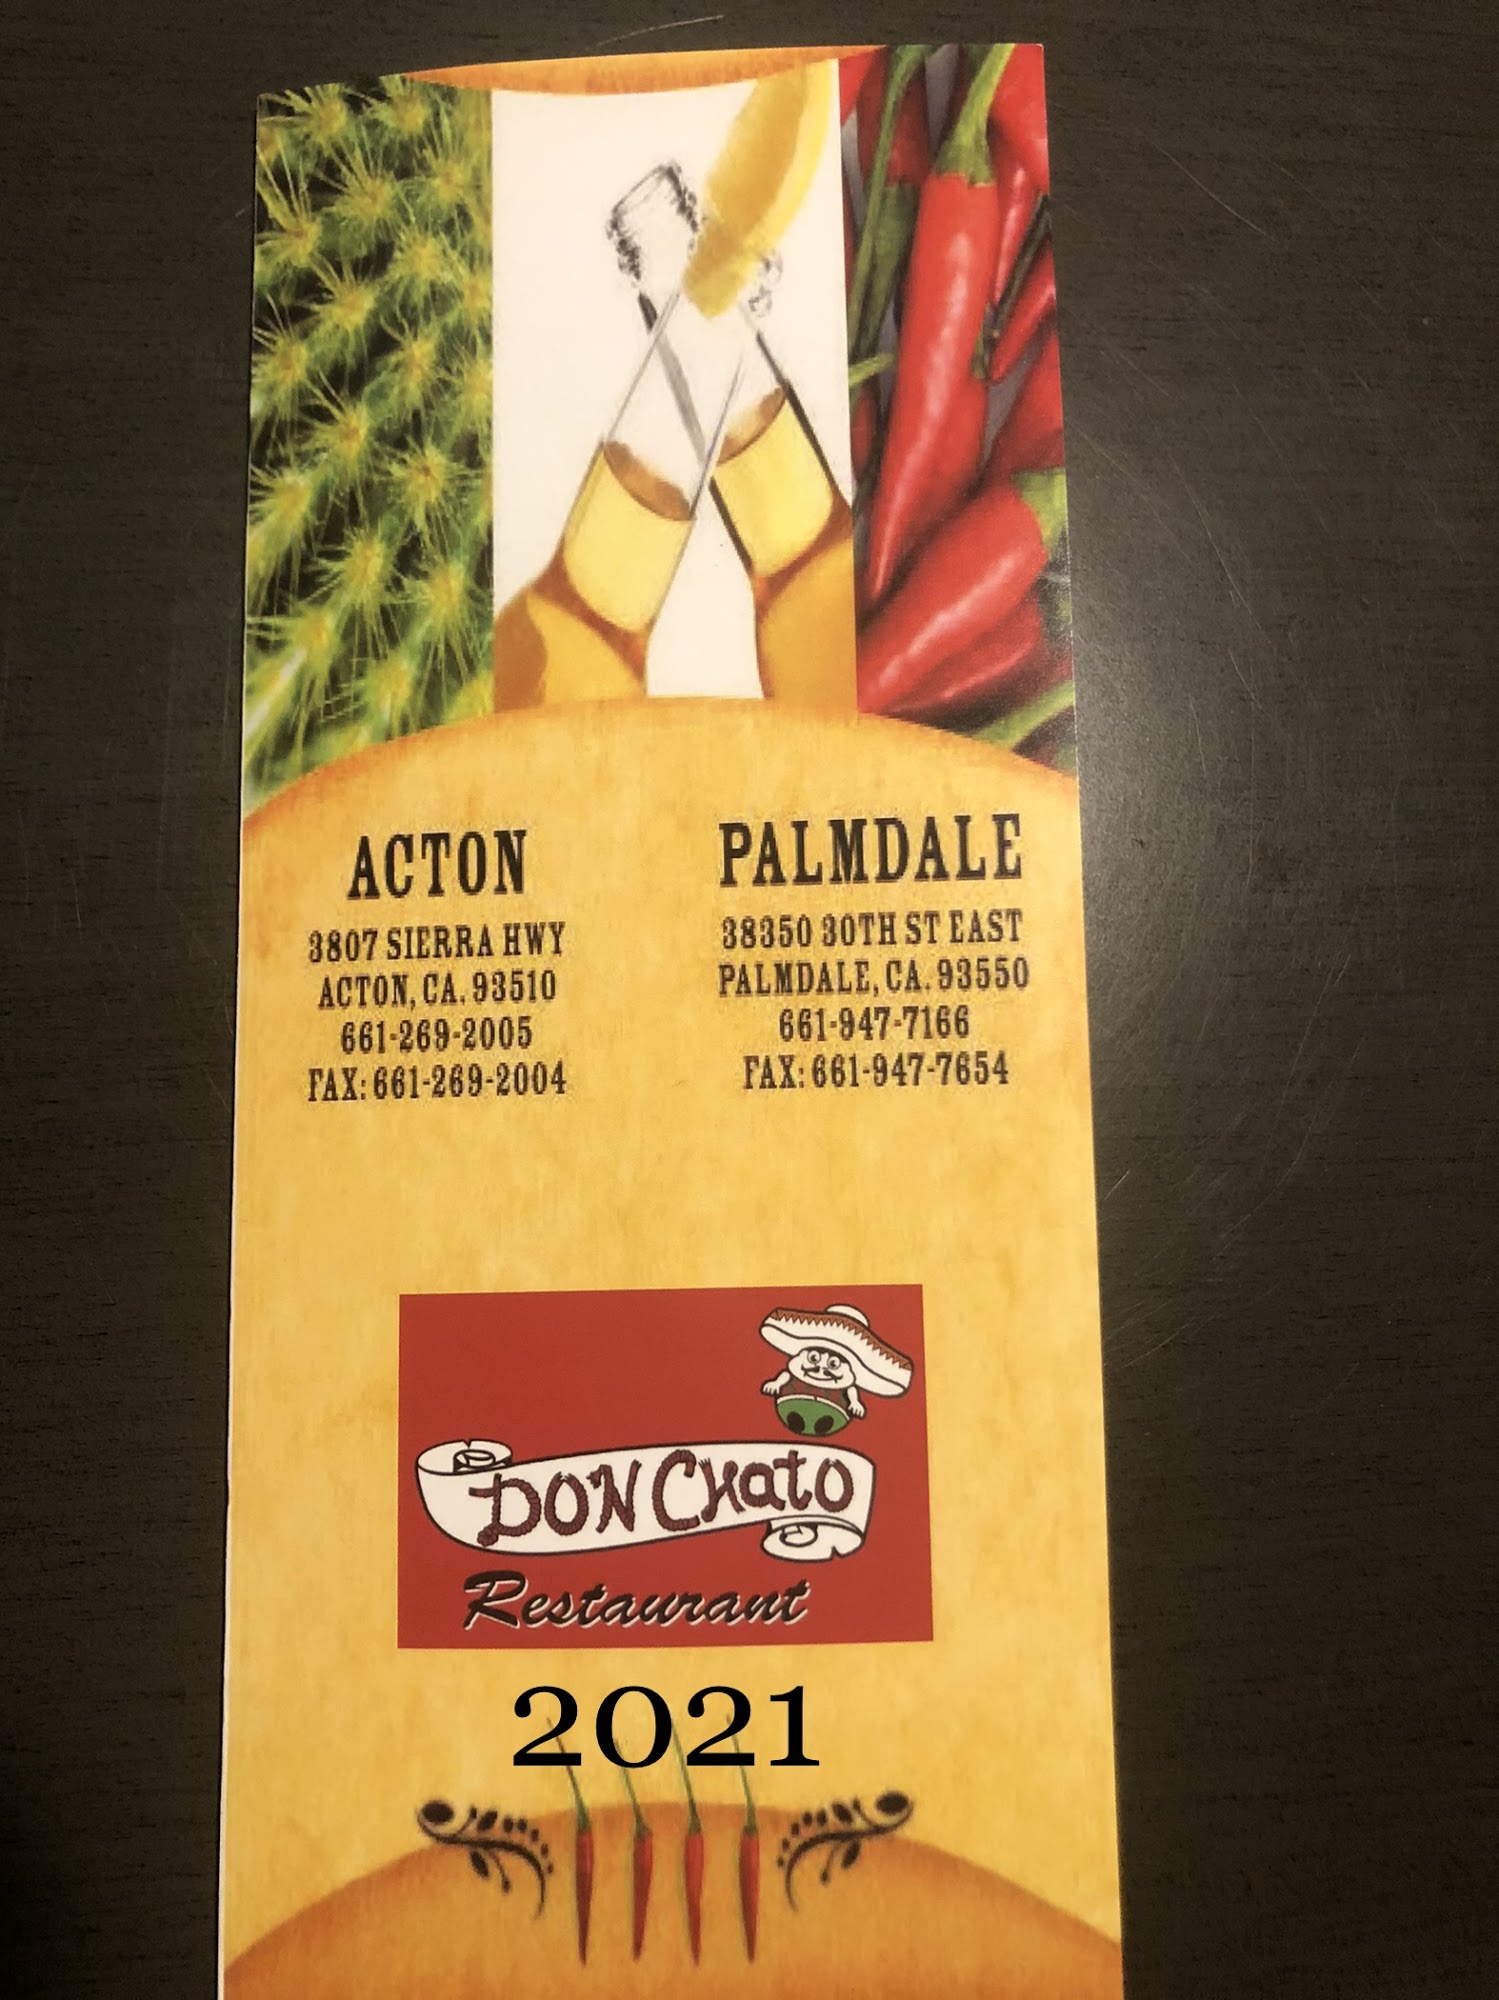 ACTON
3807 SIERRA HWY
ACTON, CA. 93510
661-269-2005
FAX: 661-269-2004
PALMDALE
38350 30TH ST EAST
PALMDALE, CA. 93550
661-947-7166
FAX: 661-947-7654
DON CHATO
Restaurant
2021